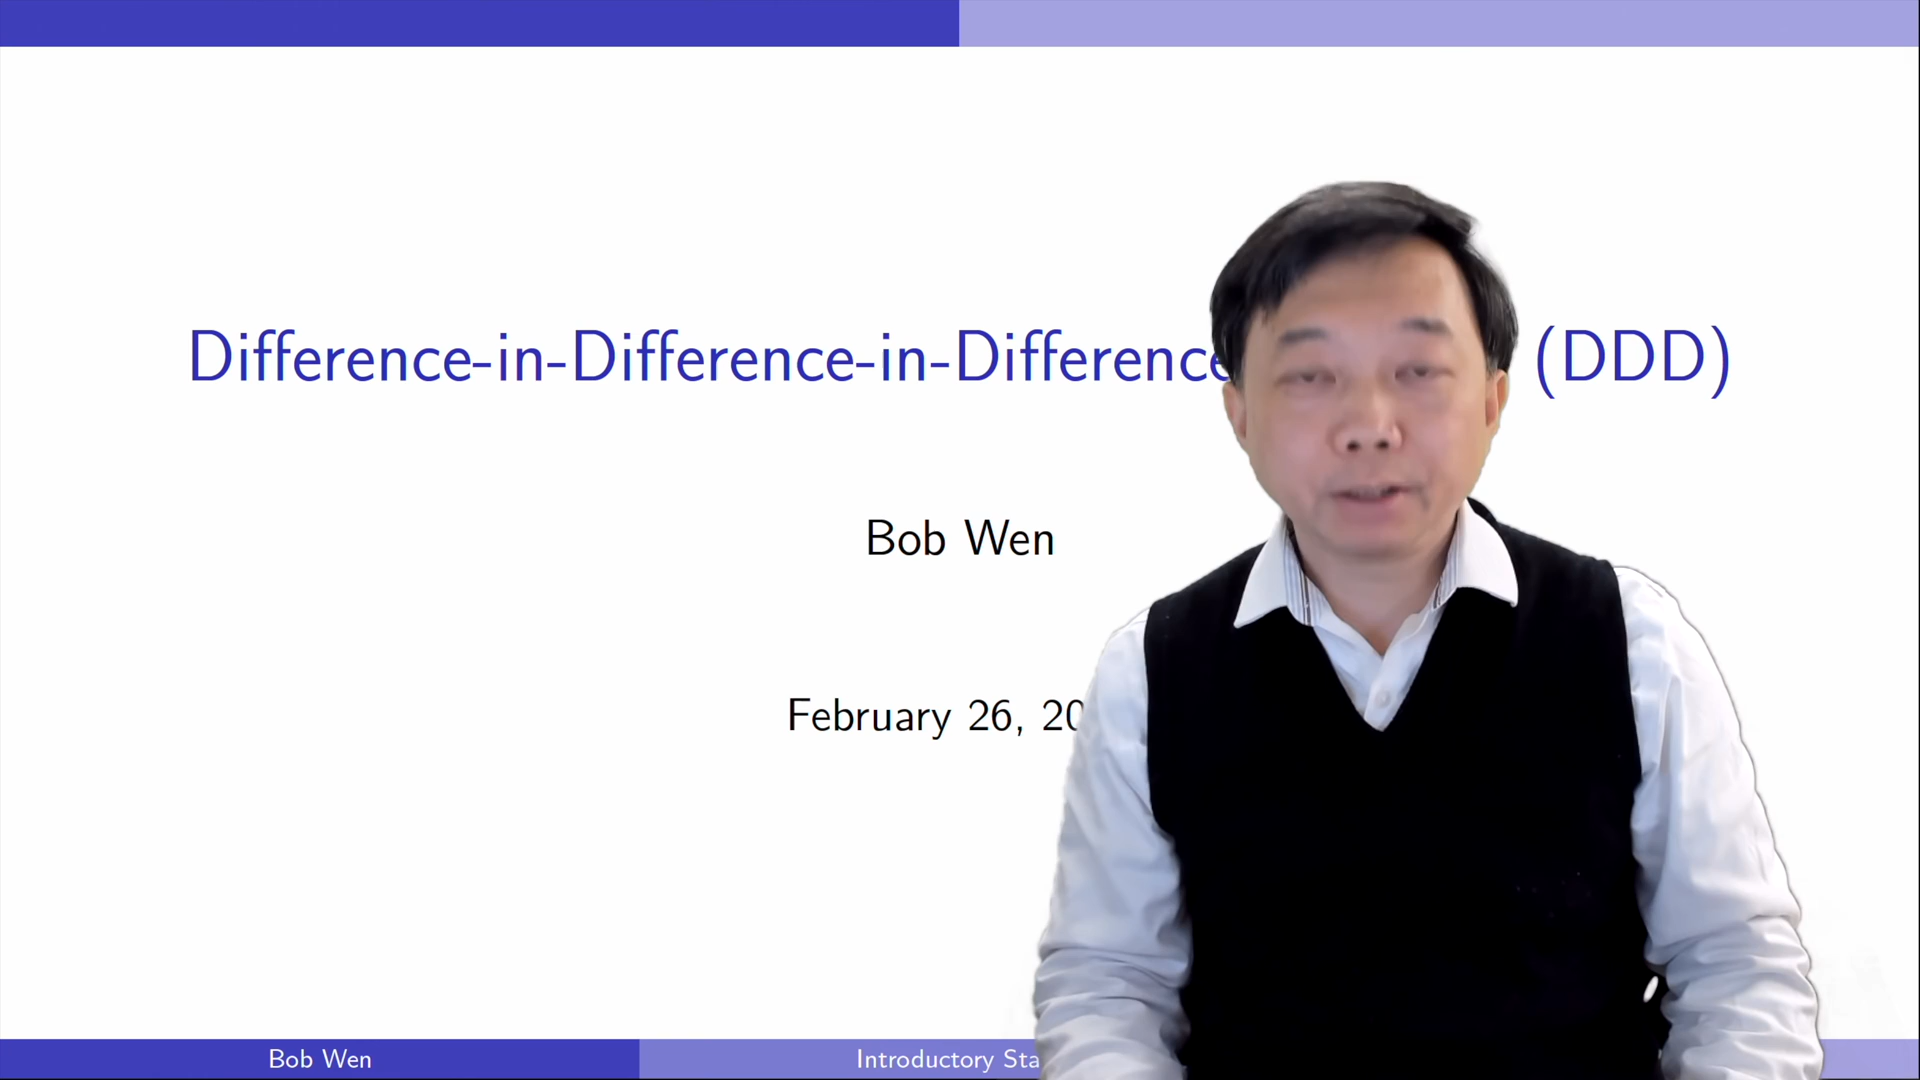 Difference-in-Difference-in-Difference (DDD)
Bob Wen
February 26, 20
Bob Wen
Introductory Sta